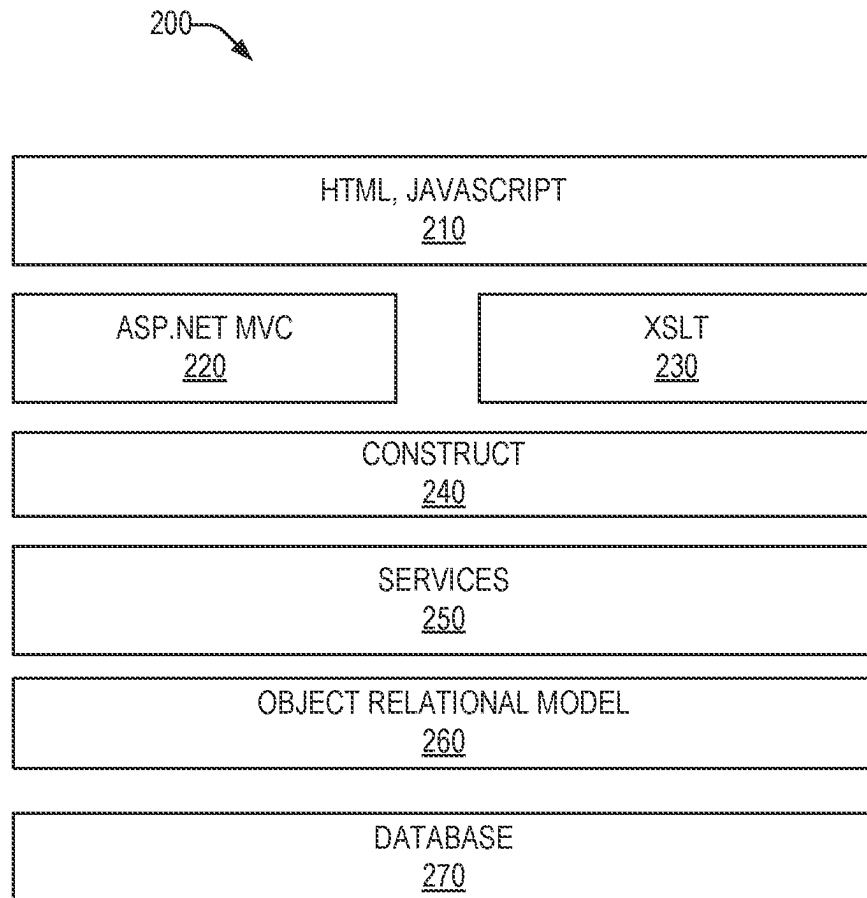 200
HTML, JAVASCRIPT
210
ASP.NET MVC
220
XSLT
230
CONSTRUCT
240
SERVICES
250
OBJECT RELATIONAL MODEL
260
DATABASE
270